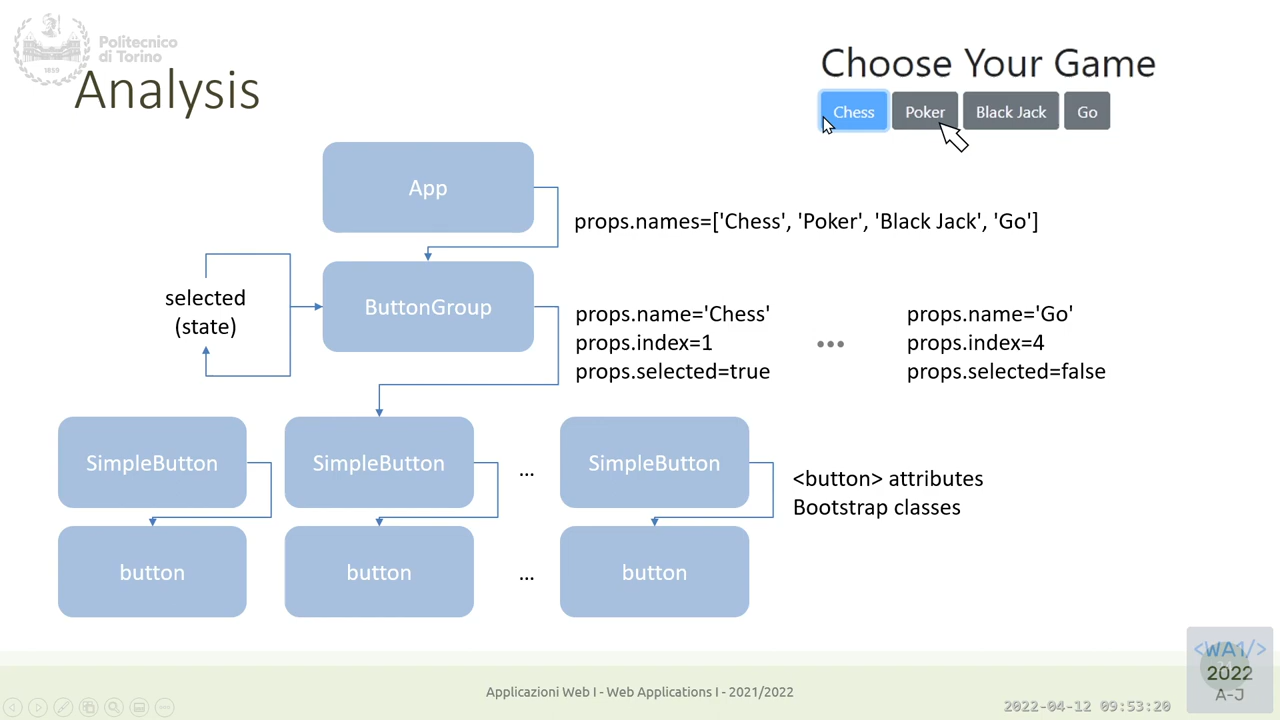 Politecnico
di Torino
1859
Analysis
Choose Your Game
Chess
Poker
Black Jack
Go
App
props.names=['Chess', 'Poker', 'Black Jack', 'Go']
selected
(state)
ButtonGroup
props.name='Chess'
props.index=1
props.selected=true
•••
props.name='Go'
props.index=4
props.selected=false
SimpleButton
SimpleButton
...
SimpleButton
<button> attributes
Bootstrap classes
button
button
...
button
Applicazioni Web I - Web Applications I - 2021/2022
<WA1/>
2022
A-J
2022-04-12 09:53:20